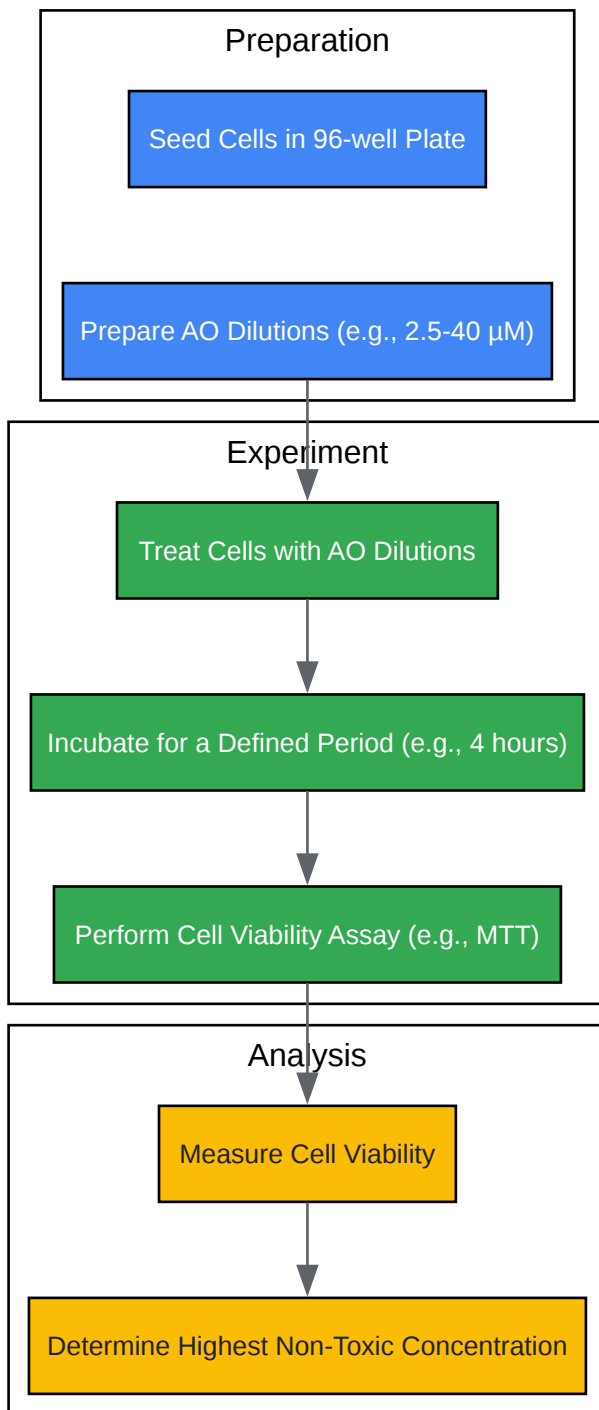 Preparation
Seed Cells in 96-well Plate
Prepare AO Dilutions (e.g., 2.5-40 µM)
Experiment
Treat Cells with AO Dilutions
Incubate for a Defined Period (e.g., 4 hours)
Perform Cell Viability Assay (e.g., MTT)
Analysis
Measure Cell Viability
Determine Highest Non-Toxic Concentration